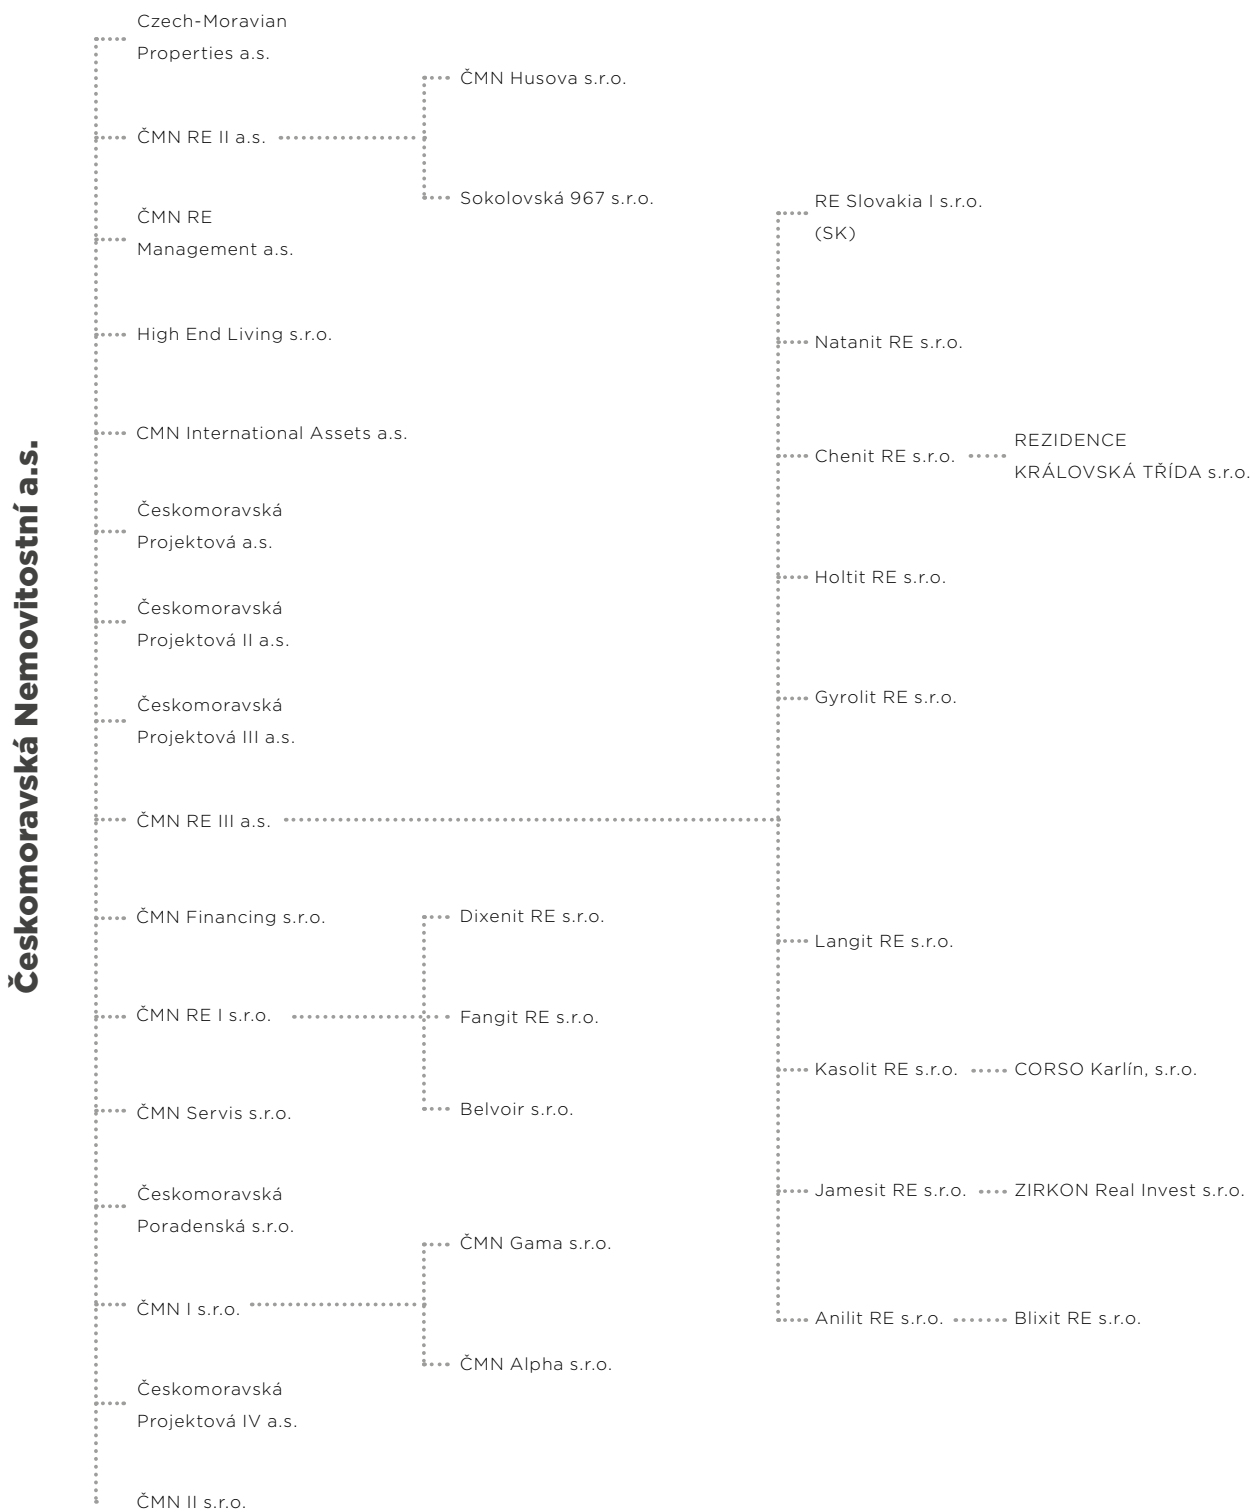 Českomoravská Nemovitostní a.s.
Czech-Moravian
Properties a.s.
ČMN RE II a.s.
ČMN RE
Management a.s.
High End Living s.r.o.
CMN International Assets a.s.
Českomoravská
Projektová a.s.
Českomoravská
Projektová II a.s.
Českomoravská
Projektová III a.s.
ČMN RE III a.s.
ČMN Financing s.r.o.
ČMN RE I s.r.o.
ČMN Servis s.r.o.
Českomoravská
Poradenská s.r.o.
ČMN I s.r.o.
Českomoravská
Projektová IV a.s.
ČMN II s.r.o.
ČMN Husova s.r.o.
Sokolovská 967 s.r.o.
Dixenit RE s.r.o.
Fangit RE s.r.o.
Belvoir s.r.o.
ČMN Gama s.r.o.
ČMN Alpha s.r.o.
RE Slovakia I s.r.o.
(SK)
Natanit RE s.r.o.
Chenit RE s.r.o.
Holtit RE s.r.o.
Gyrolit RE s.r.o.
Langit RE s.r.o.
Kasolit RE s.r.o.
Jamesit RE s.r.o.
Anilit RE s.r.o.
REZIDENCE
KRÁLOVSKÁ TŘÍDA s.r.o.
CORSO Karlín, s.r.o.
ZIRKON Real Invest s.r.o.
Blixit RE s.r.o.